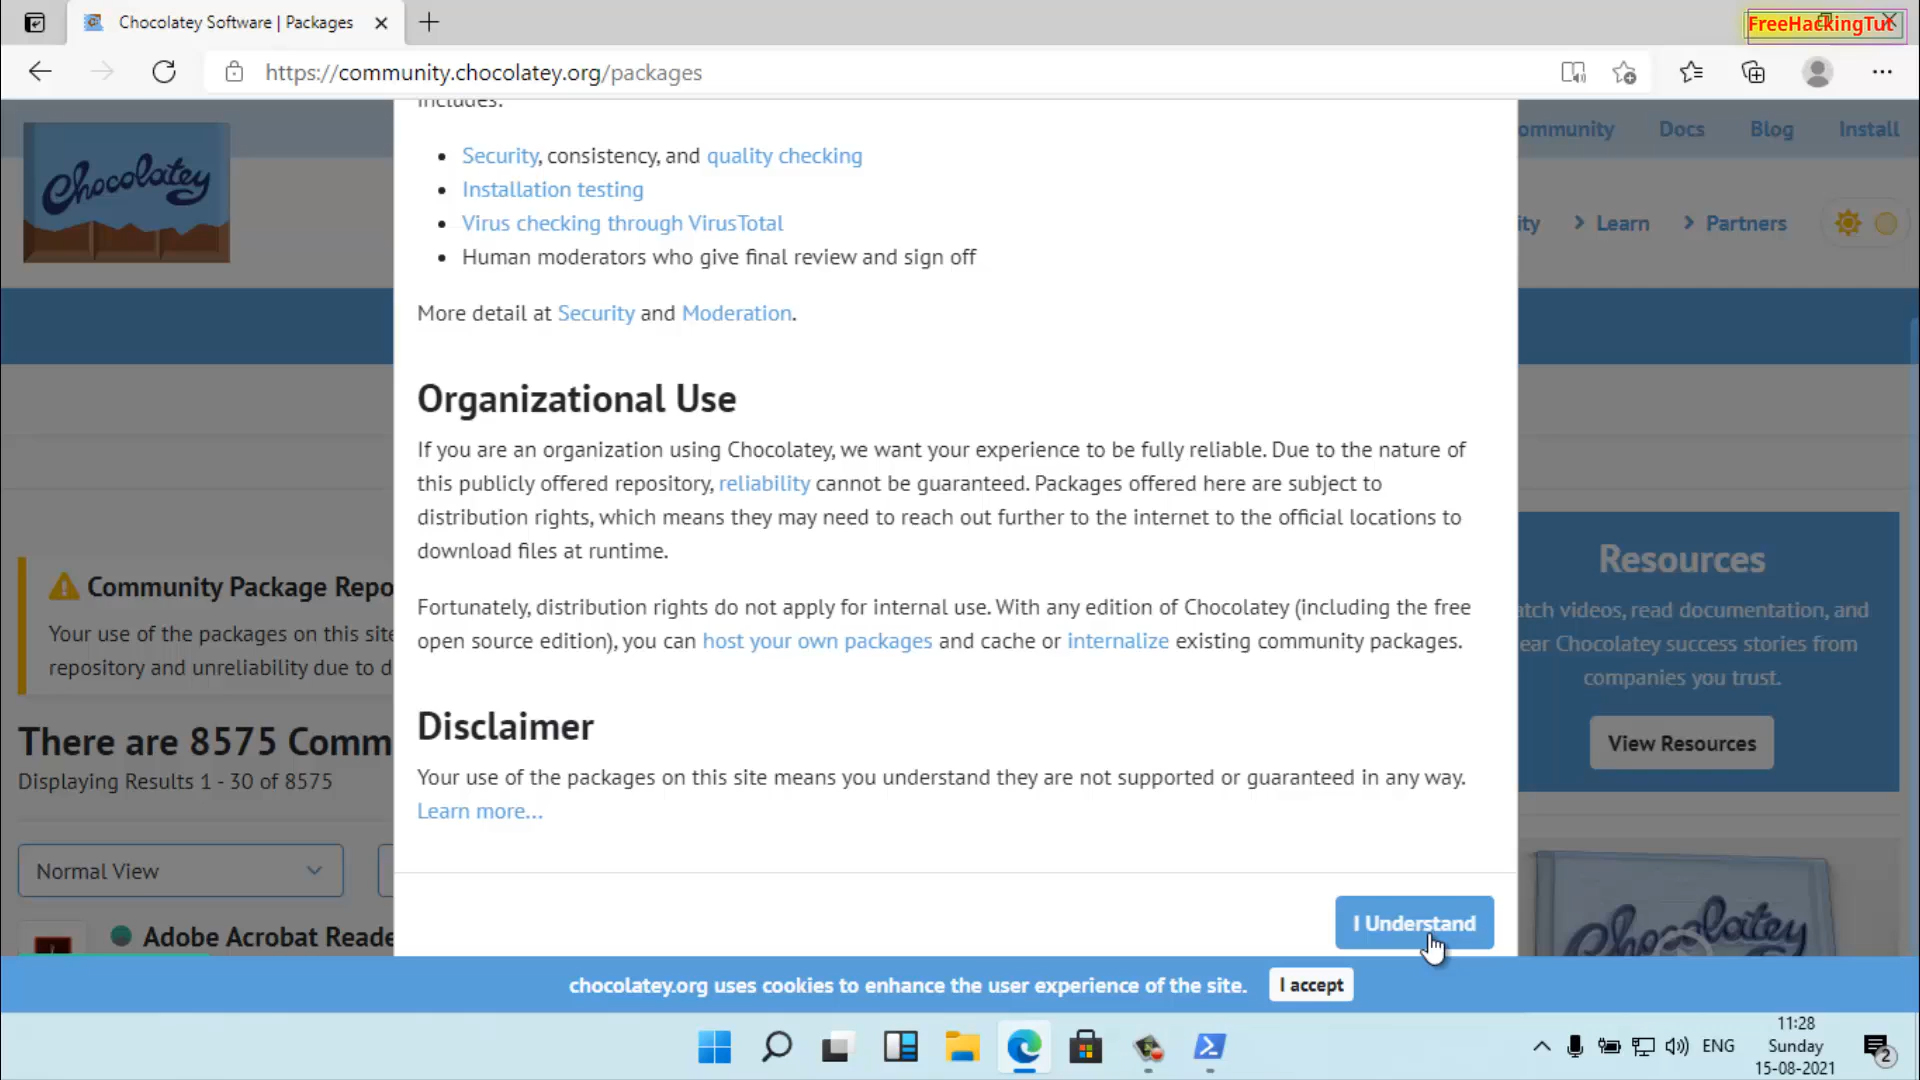 Chocolatey Software | Packages
FreeHackingTut
https://community.chocolatey.org/packages
includes:
Chocolatey
ommunity Docs Blog Install
Security, consistency, and quality checking
Installation testing
Virus checking through VirusTotal
Human moderators who give final review and sign off
ity > Learn > Partners
More detail at Security and Moderation.
Organizational Use
If you are an organization using Chocolatey, we want your experience to be fully reliable. Due to the nature of
this publicly offered repository, reliability cannot be guaranteed. Packages offered here are subject to
distribution rights, which means they may need to reach out further to the internet to the official locations to
download files at runtime.
Fortunately, distribution rights do not apply for internal use. With any edition of Chocolatey (including the free
open source edition), you can host your own packages and cache or internalize existing community packages.
Disclaimer
Your use of the packages on this site means you understand they are not supported or guaranteed in any way.
Learn more...
I Understand
Community Package Repo
Your use of the packages on this site
repository and unreliability due to d
There are 8575 Comm
Displaying Results 1 - 30 of 8575
Normal View
Adobe Acrobat Reade
Resources
atch videos, read documentation, and
ear Chocolatey success stories from
companies you trust.
View Resources
Chocolatey
chocolatey.org uses cookies to enhance the user experience of the site.
I accept
ENG
11:28
Sunday
15-08-2021
2